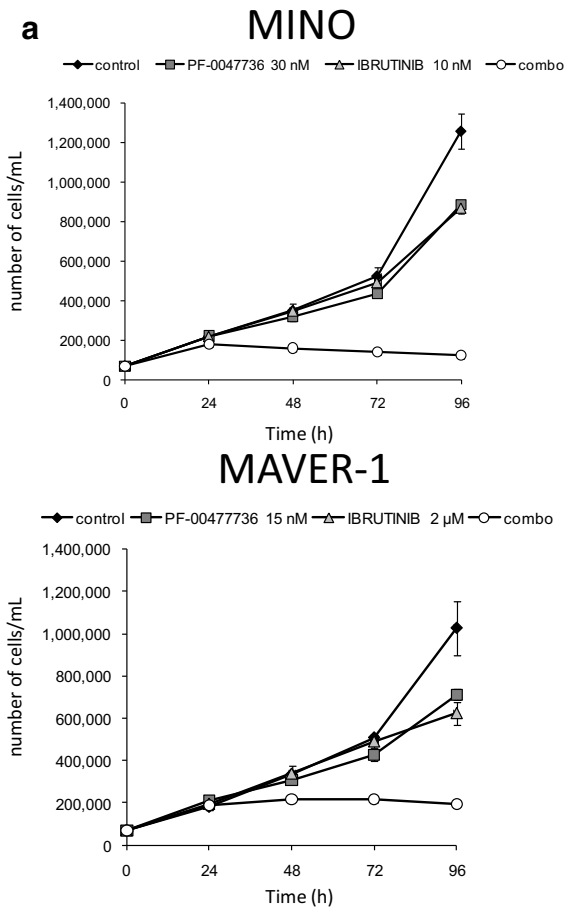 a
MINO
control PF-0047736 30 nM IBRUTINIB 10 nM combo
1,400,000
1,200,000
1,000,000
800,000
600,000
400,000
200,000
0
number of cells/mL
0 24 48 72 96
Time (h)
MAVER-1
control PF-00477736 15 nM IBRUTINIB 2 µM combo
1,400,000
1,200,000
1,000,000
800,000
600,000
400,000
200,000
0
number of cells/mL
0 24 48 72 96
Time (h)